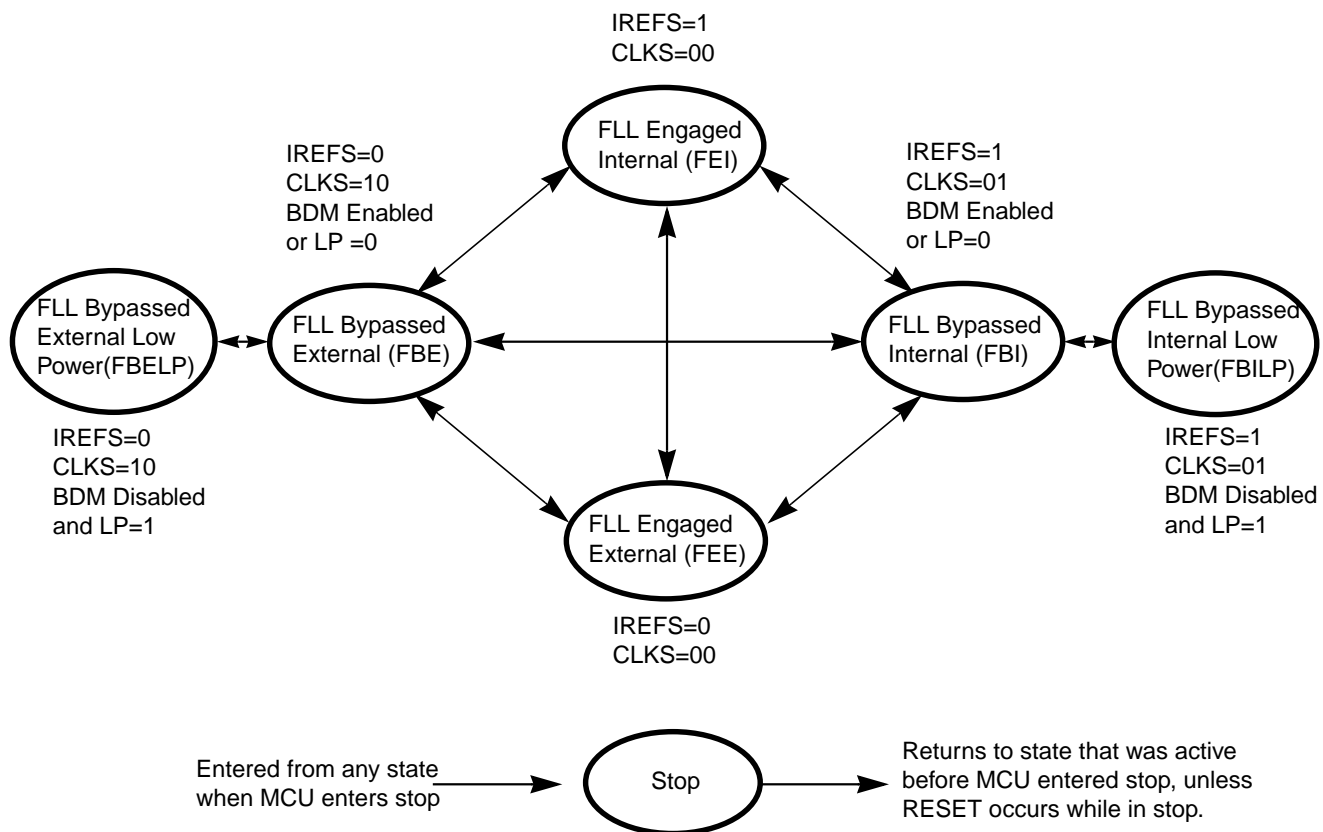 IREFS=1
CLKS=00
FLL Engaged
Internal (FEI)
IREFS=0
CLKS=10
BDM Enabled
or LP =0
IREFS=1
CLKS=01
BDM Enabled
or LP=0
FLL Bypassed
External Low
Power(FBELP)
FLL Bypassed
External (FBE)
FLL Bypassed
Internal (FBI)
FLL Bypassed
Internal Low
Power(FBILP)
IREFS=0
CLKS=10
BDM Disabled
and LP=1
IREFS=1
CLKS=01
BDM Disabled
and LP=1
FLL Engaged
External (FEE)
IREFS=0
CLKS=00
Entered from any state
when MCU enters stop
Stop
Returns to state that was active
before MCU entered stop, unless
RESET occurs while in stop.